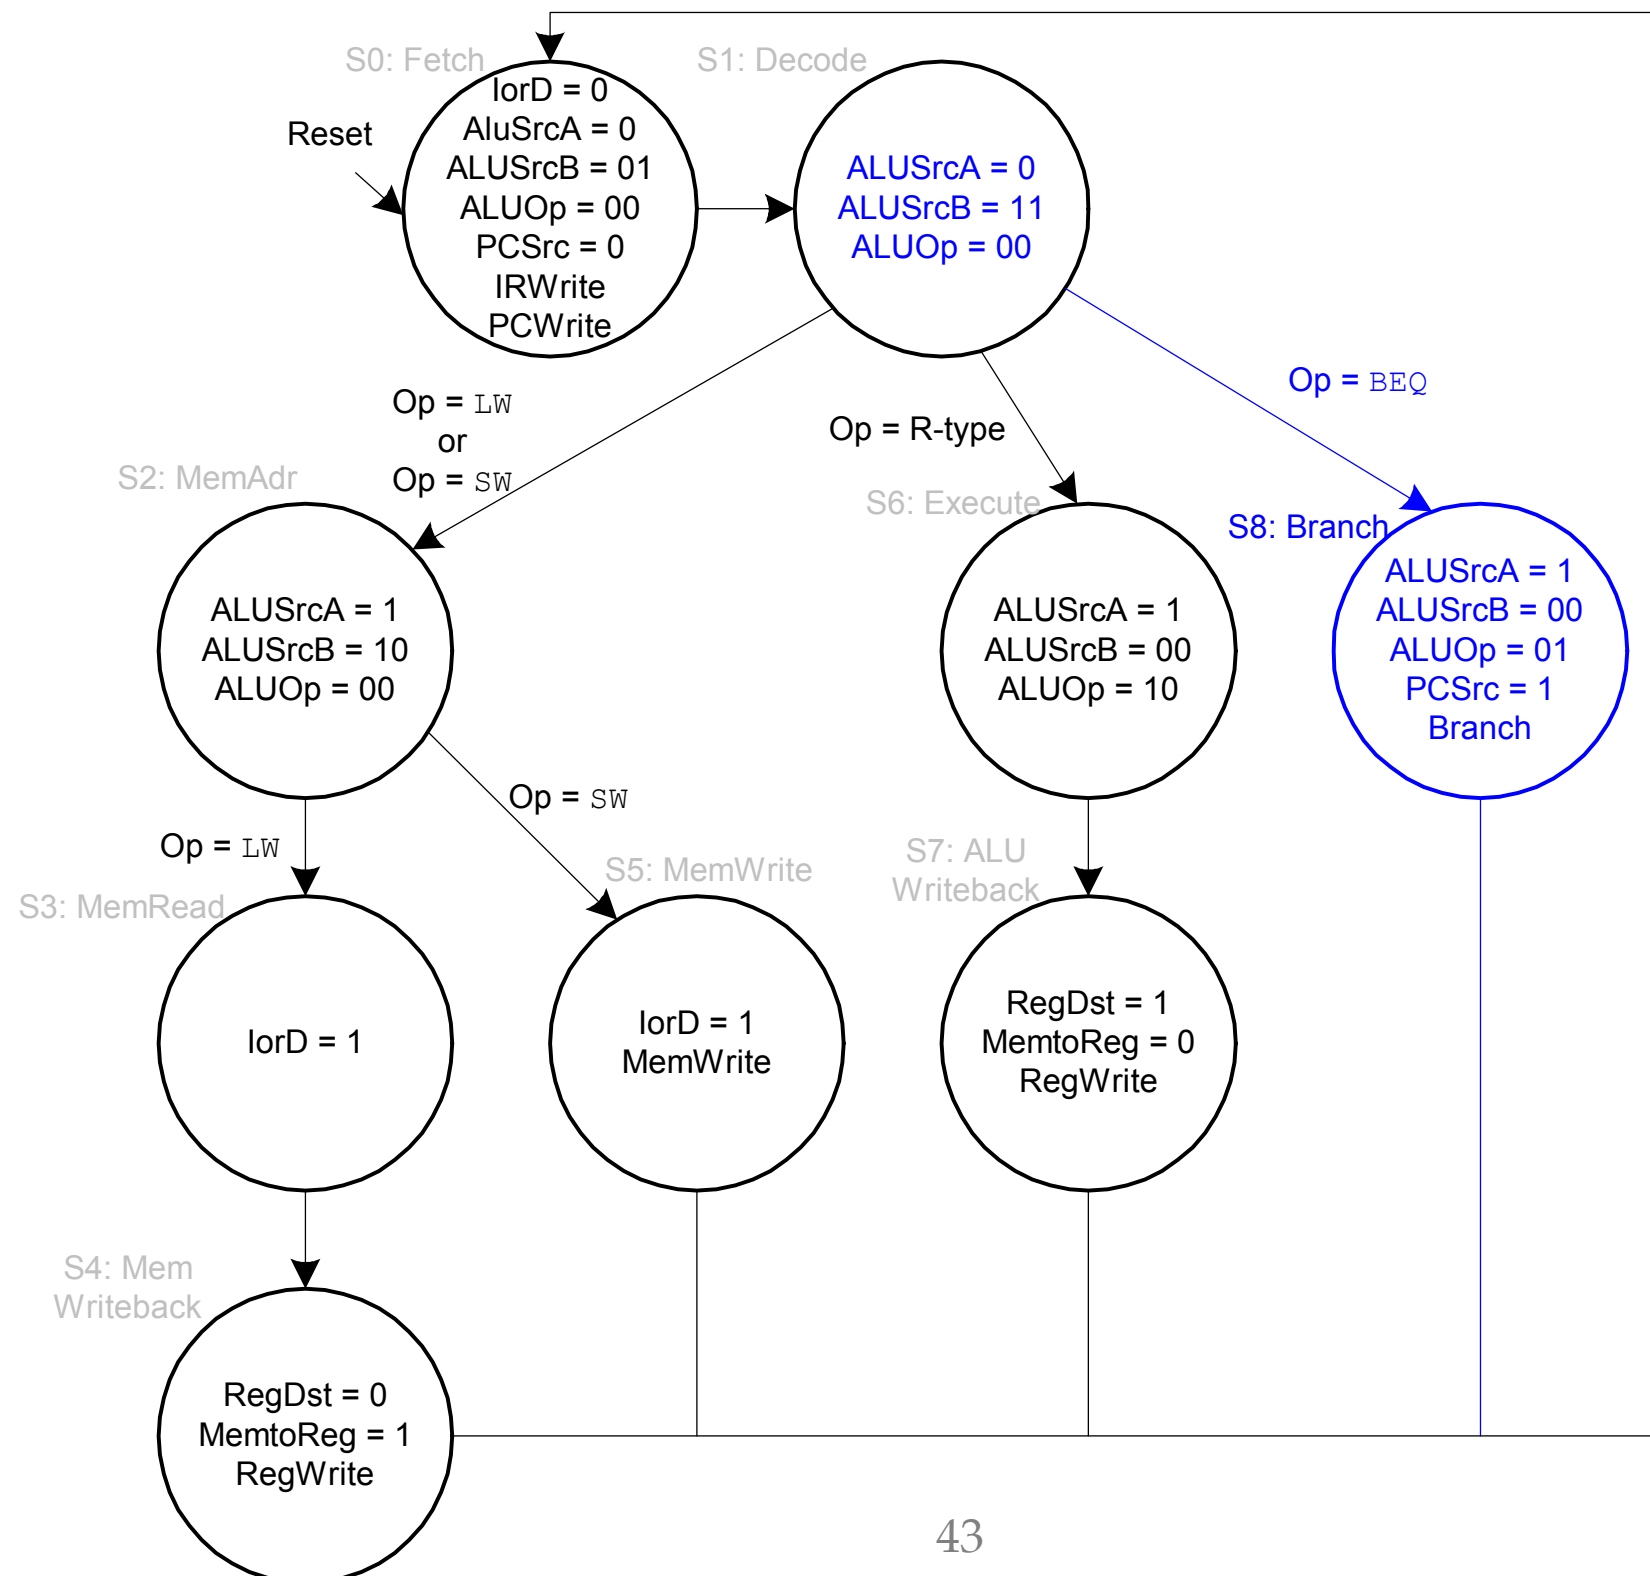 S0: Fetch
S1: Decode
Reset
IorD = 0
AluSrcA = 0
ALUSrcB = 01
ALUOp = 00
PCSrc = 0
IRWrite
PCWrite
ALUSrcA = 0
ALUSrcB = 11
ALUOp = 00
Op = LW
or
Op = SW
Op = R-type
Op = BEQ
S2: MemAdr
S6: Execute
S8: Branch
ALUSrcA = 1
ALUSrcB = 10
ALUOp = 00
ALUSrcA = 1
ALUSrcB = 00
ALUOp = 10
ALUSrcA = 1
ALUSrcB = 00
ALUOp = 01
PCSrc = 1
Branch
Op = LW
Op = SW
S3: MemRead
S5: MemWrite
S7: ALU
Writeback
IorD = 1
IorD = 1
MemWrite
RegDst = 1
MemtoReg = 0
RegWrite
S4: Mem
Writeback
RegDst = 0
MemtoReg = 1
RegWrite
43